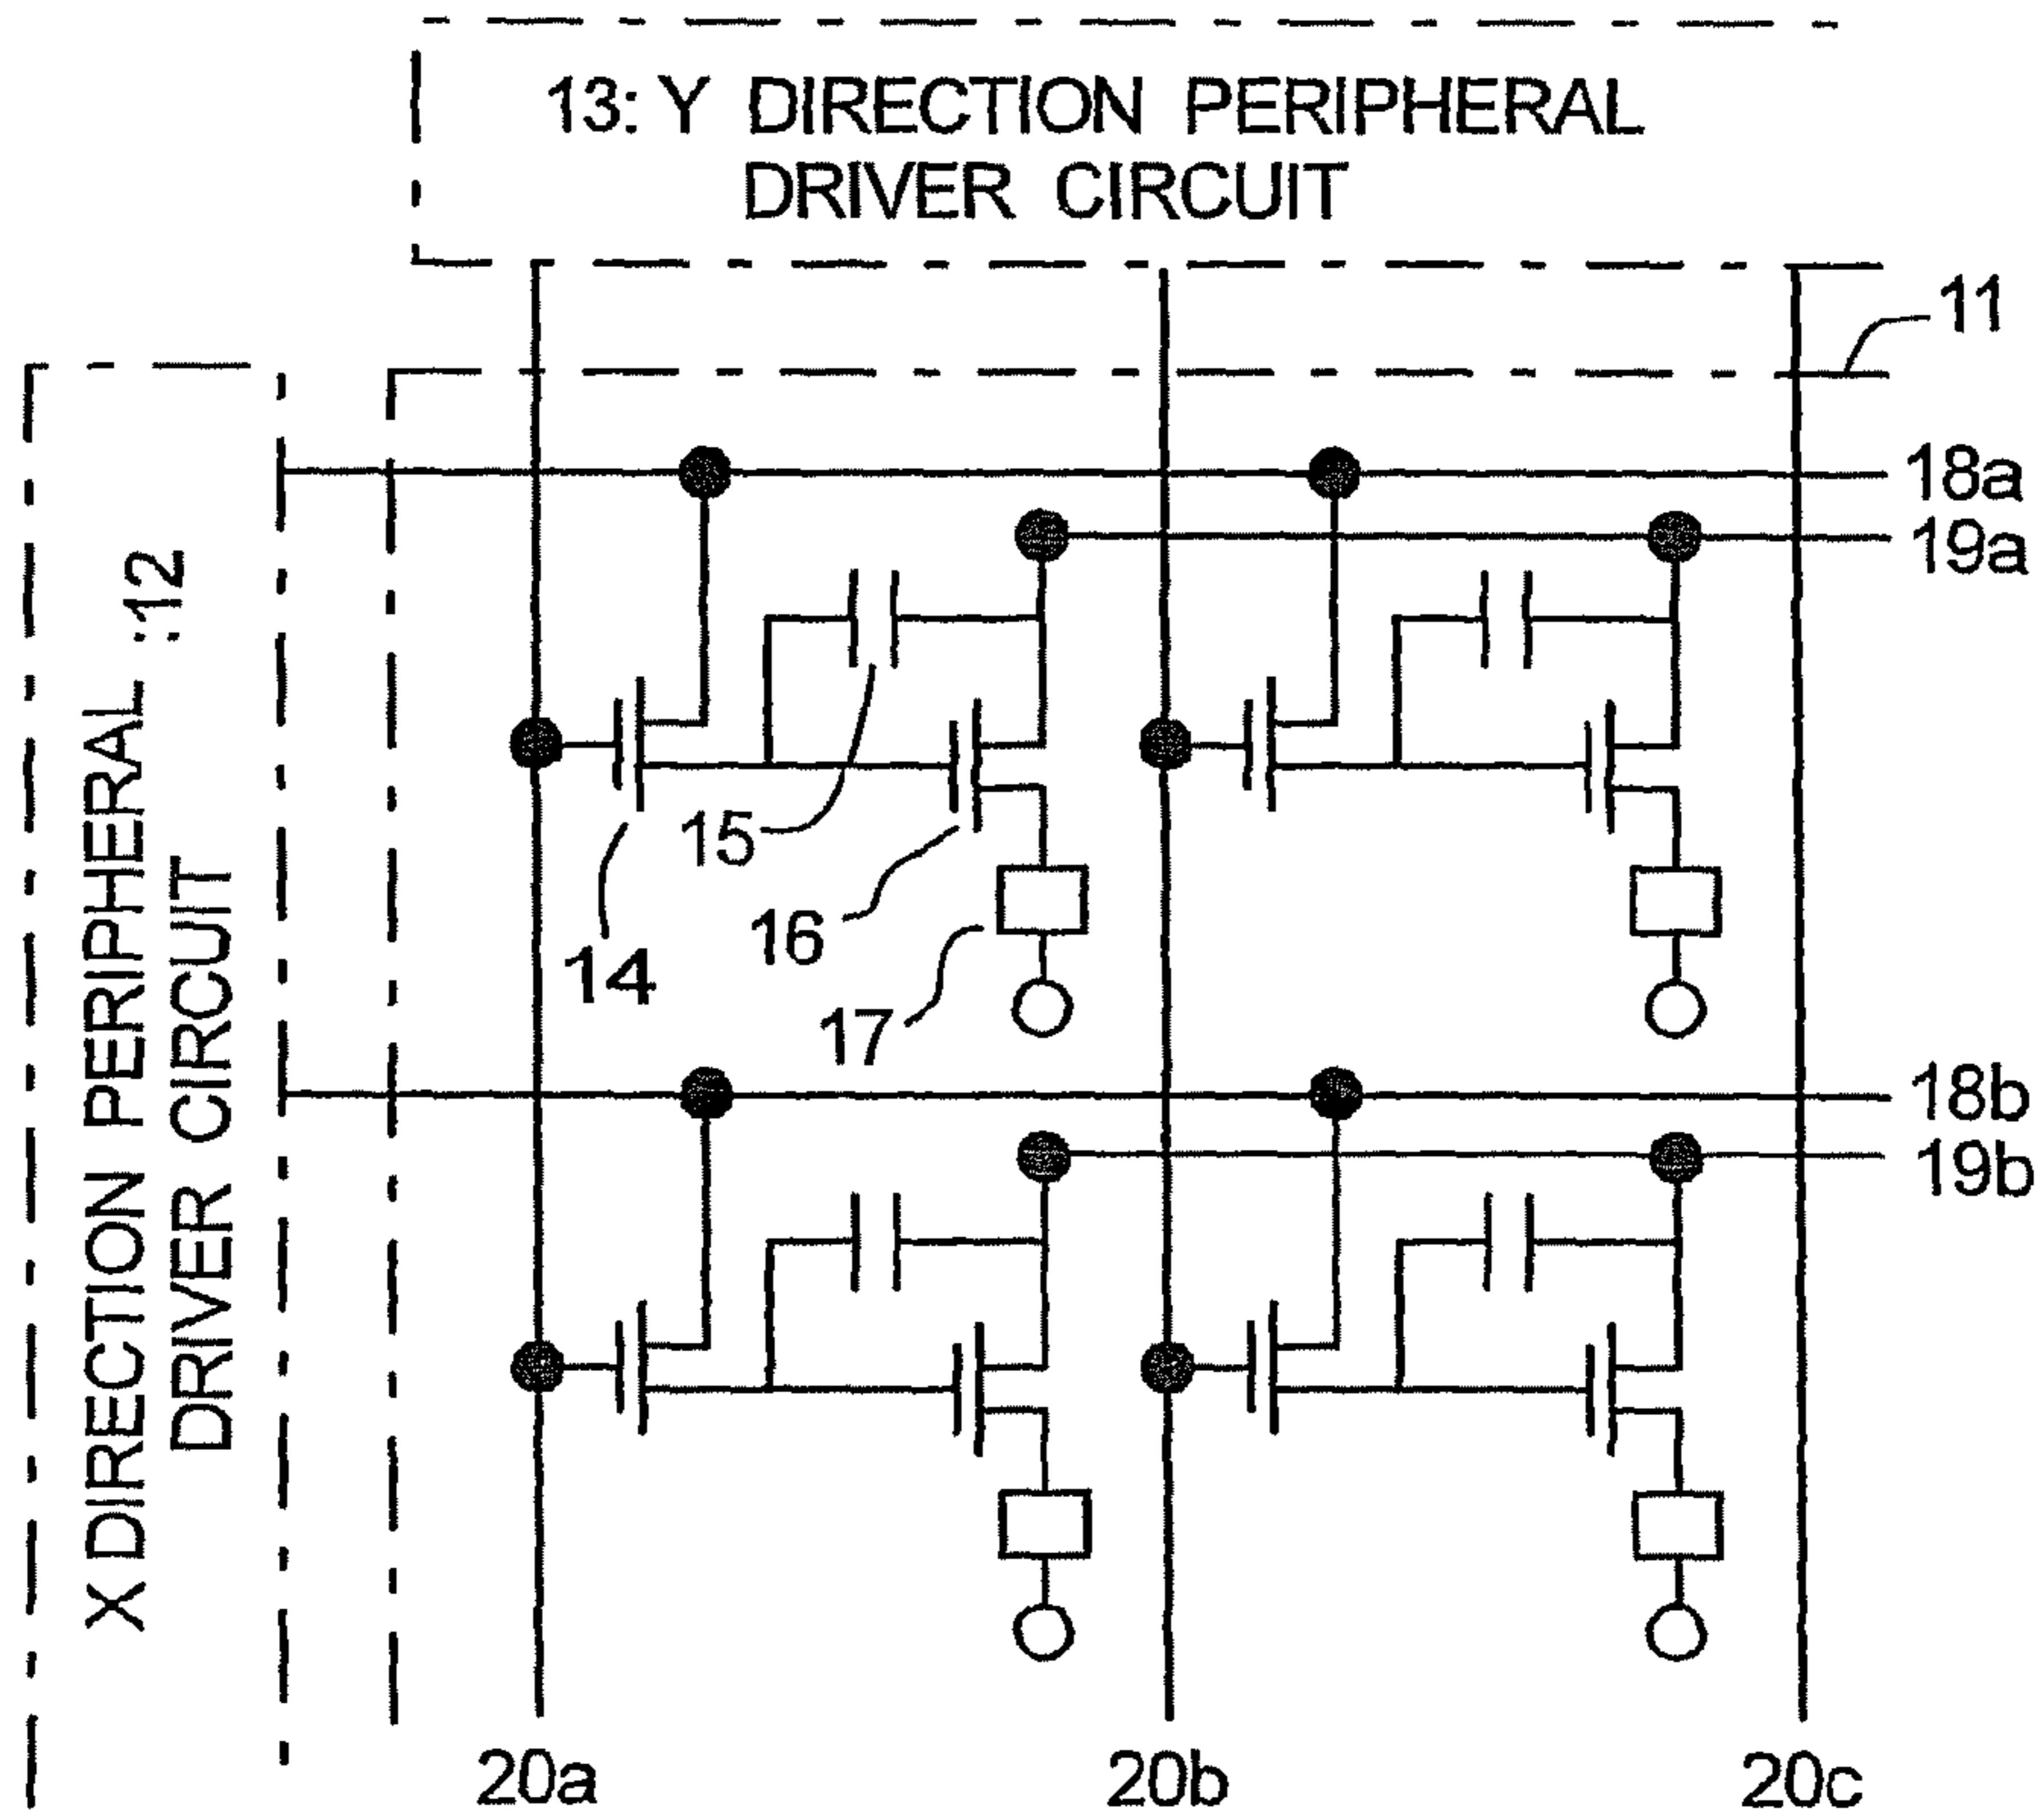 13: Y DIRECTION PERIPHERAL
DRIVER CIRCUIT
11
X DIRECTION PERIPHERAL :12
DRIVER CIRCUIT
18a
19a
15
16
14
17
18b
19b
20a
20b
20c